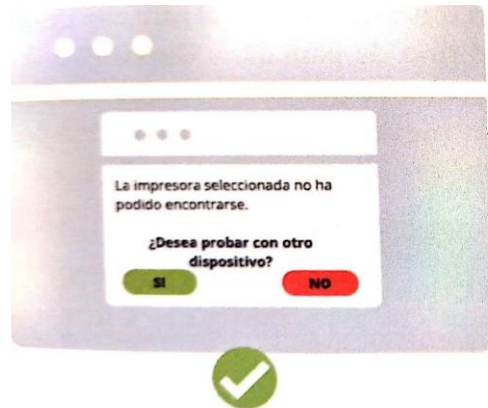 La impresora seleccionada no ha
podido encontrarse.
¿Desea probar con otro
dispositivo?
SI
NO